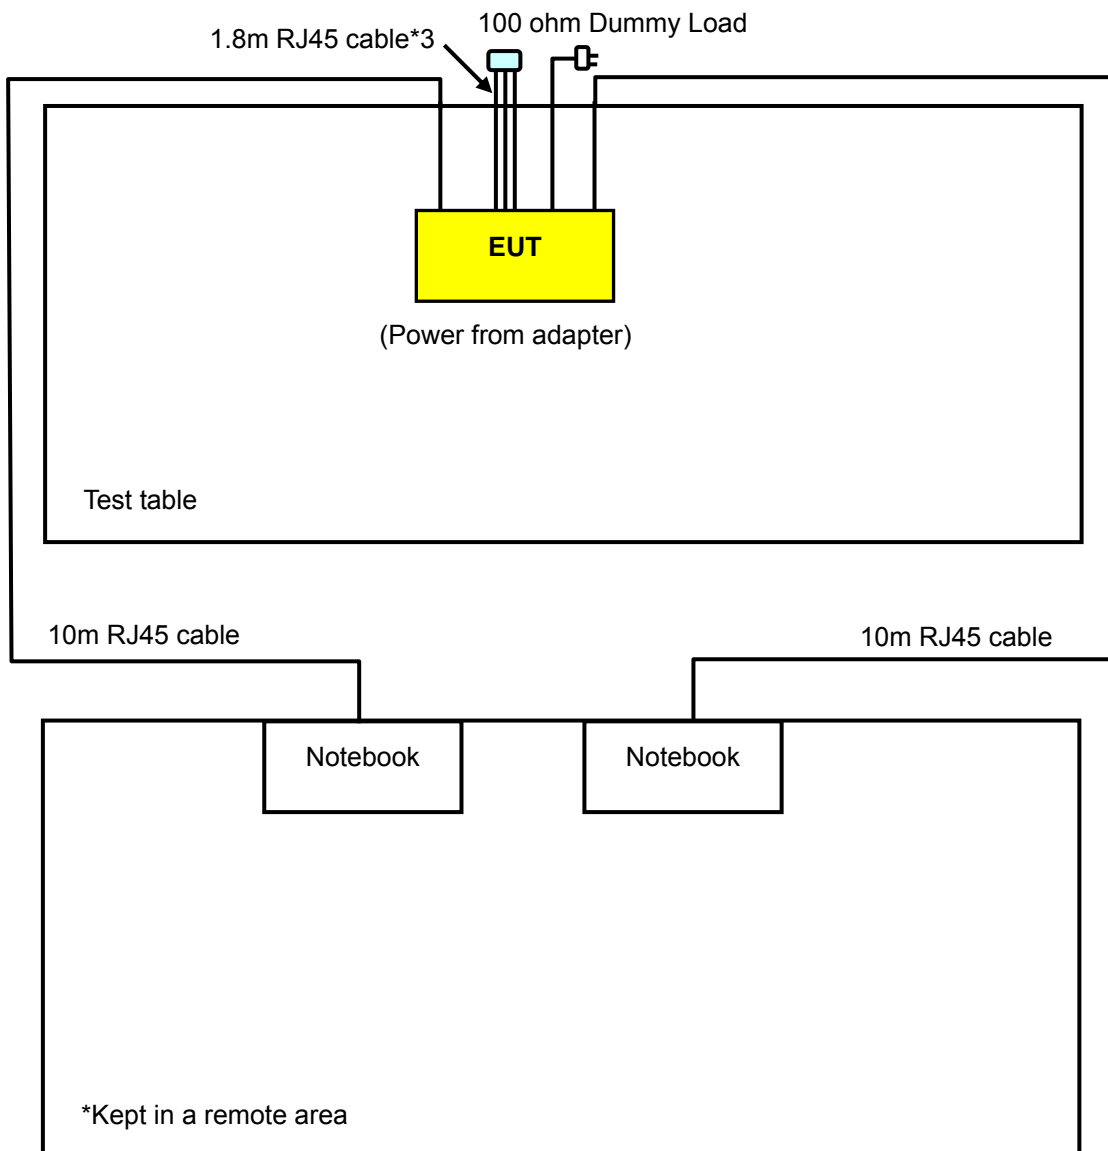 100 ohm Dummy Load
1.8m RJ45 cable*3
EUT
(Power from adapter)
Test table
10m RJ45 cable
10m RJ45 cable
Notebook
Notebook
*Kept in a remote area